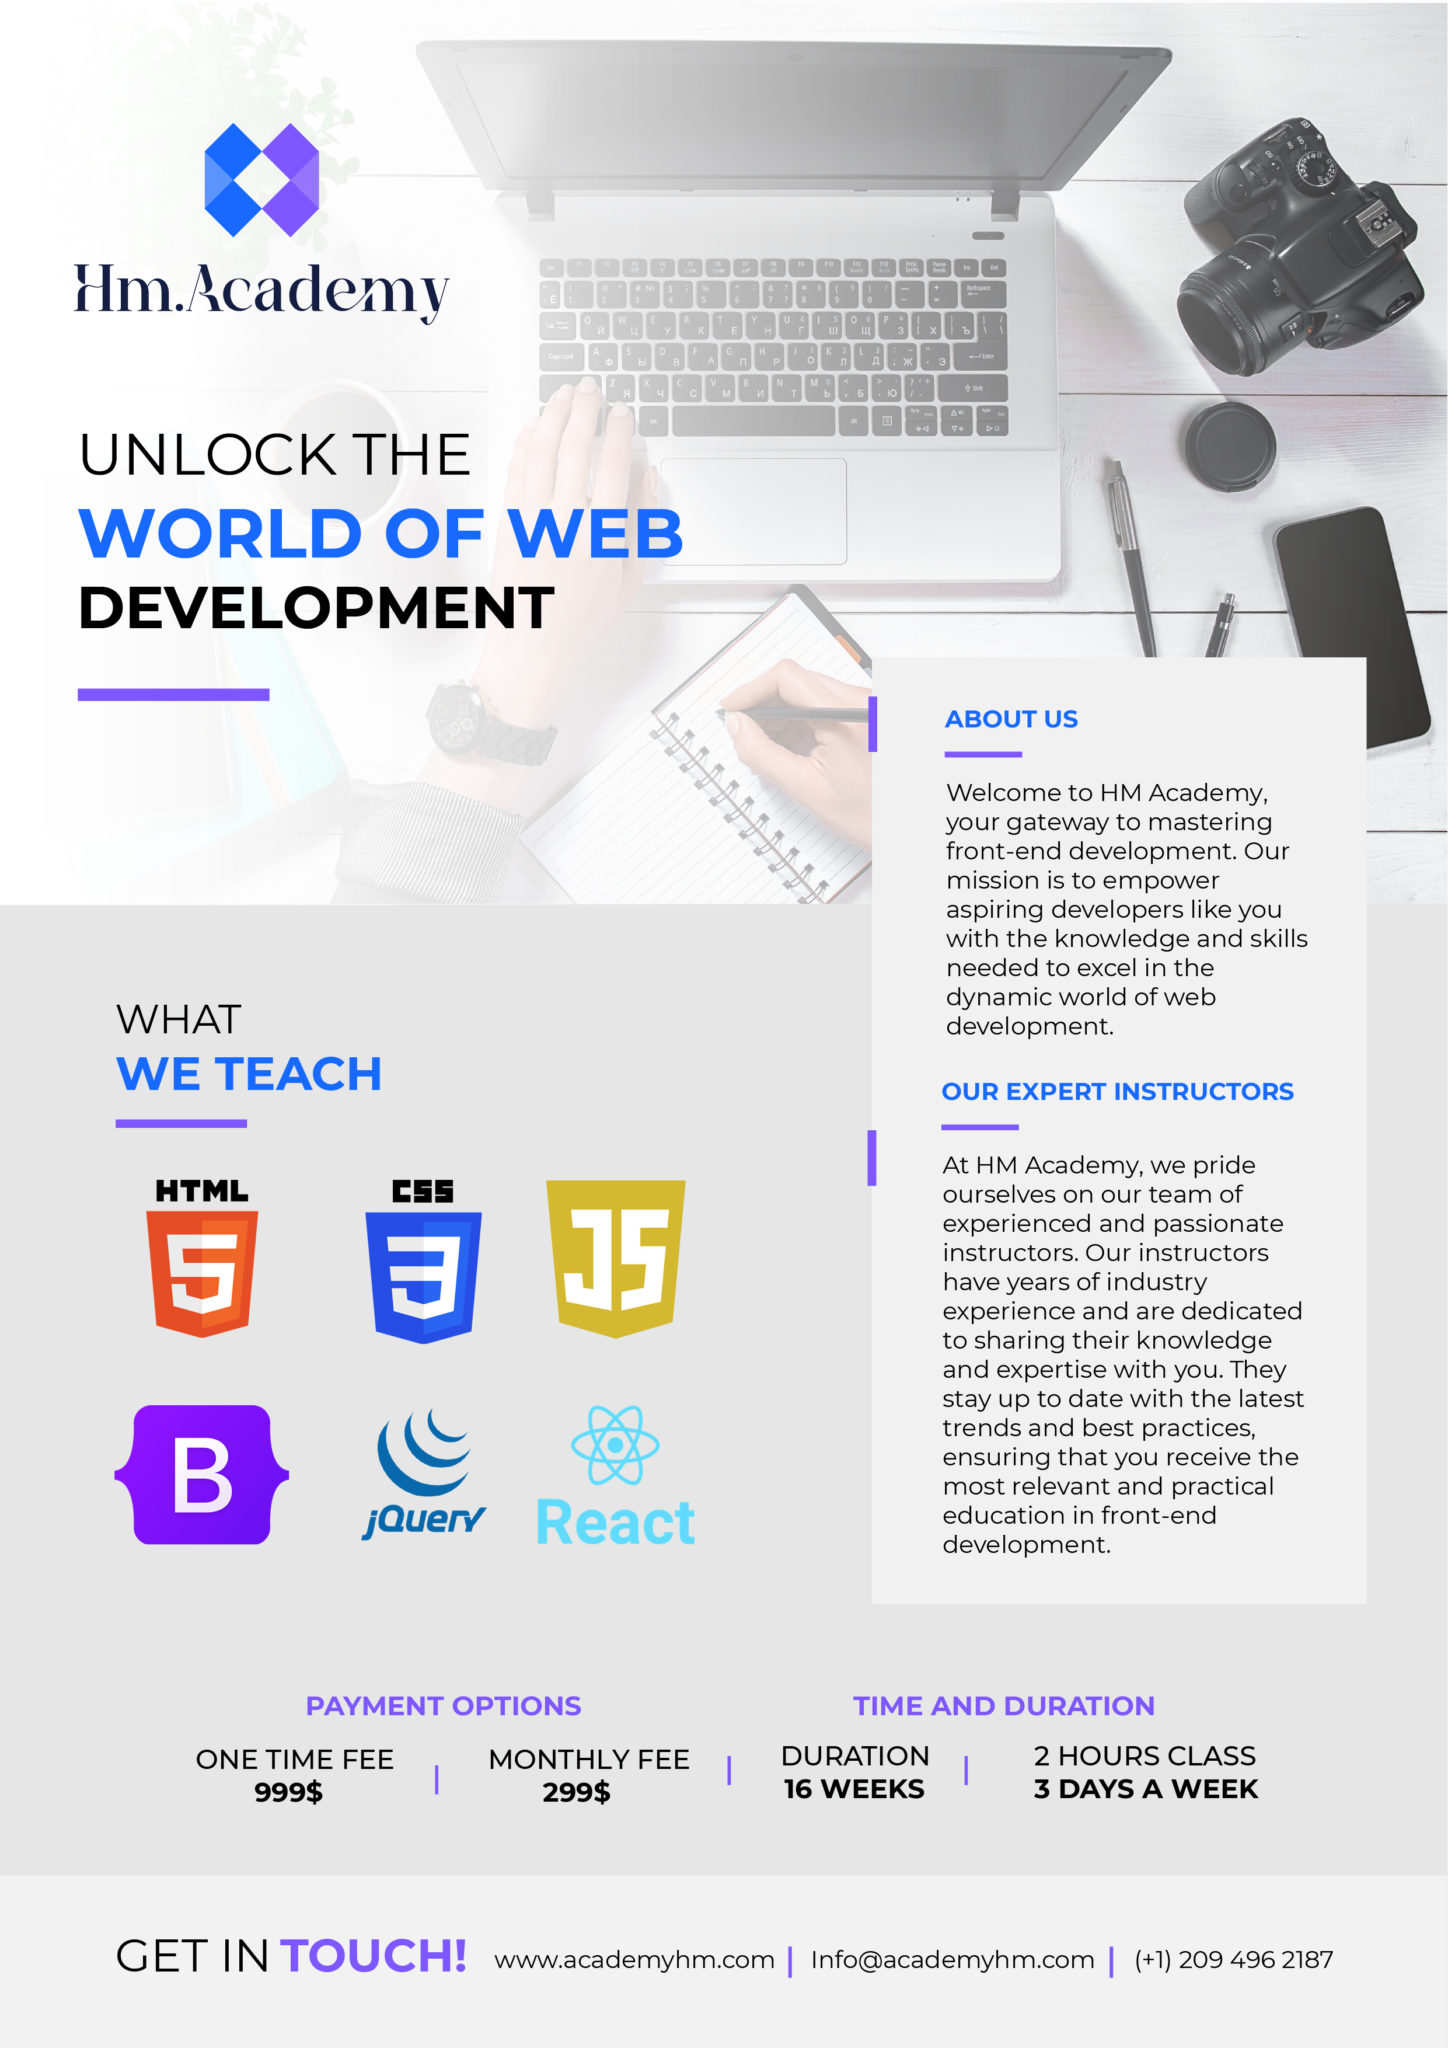 Hm.Academy
UNLOCK THE
WORLD OF WEB
DEVELOPMENT
ABOUT US
Welcome to HM Academy,
your gateway to mastering
front-end development. Our
mission is to empower
aspiring developers like you
with the knowledge and skills
needed to excel in the
dynamic world of web
development.
OUR EXPERT INSTRUCTORS
At HM Academy, we pride
ourselves on our team of
experienced and passionate
instructors. Our instructors
have years of industry
experience and are dedicated
to sharing their knowledge
and expertise with you. They
stay up to date with the latest
trends and best practices,
ensuring that you receive the
most relevant and practical
education in front-end
development.
WHAT
WE TEACH
HTML
5
CSS
3
JS
B
jQuery
React
PAYMENT OPTIONS
ONE TIME FEE
999$
MONTHLY FEE
299$
TIME AND DURATION
DURATION
16 WEEKS
2 HOURS CLASS
3 DAYS A WEEK
GET IN TOUCH! www.academyhm.com | Info@academyhm.com | (+1) 209 496 2187